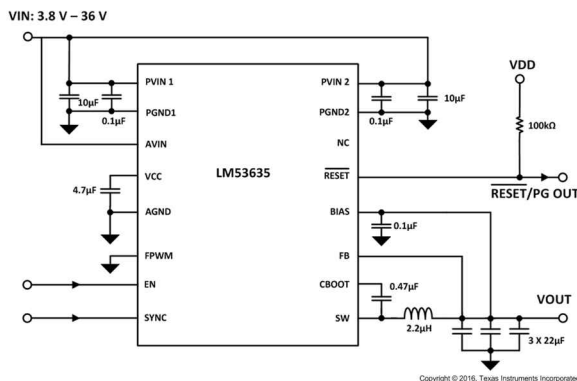 VIN: 3.8 V – 36 V
PVIN 1
PVIN 2
VDD
10µF
0.1µF
PGND1
0.1µF
PGND2
10µF
100kΩ
AVIN
NC
LM53635
VCC
RESET
4.7µF
RESET/PG OUT
AGND
BIAS
0.1µF
FPWM
FB
EN
CBOOT
0.47µF
VOUT
SYNC
SW
2.2µH
3 X 22µF
Copyright © 2016, Texas Instruments Incorporated